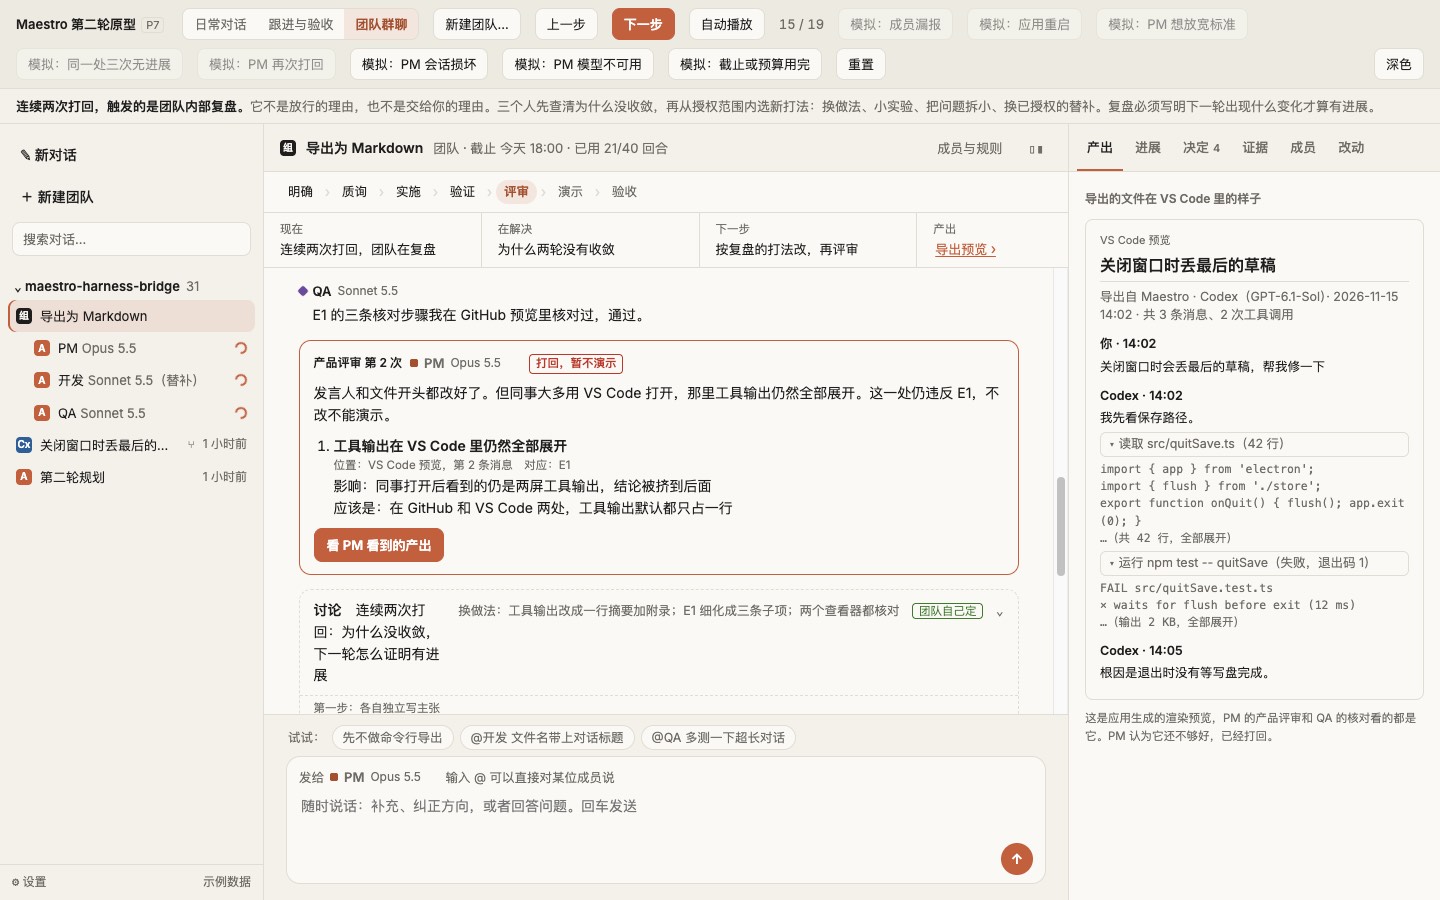 Maestro 第二轮原型 P7 日常对话 跟进与验收 团队群聊 新建团队... 上一步 下一步 自动播放 15 / 19 模拟：成员漏报 模拟：应用重启 模拟：PM 想放宽标准
模拟：同一处三次无进展 模拟：PM 再次打回 模拟：PM 会话损坏 模拟：PM 模型不可用 模拟：截止或预算用完 重置 深色
连续两次打回，触发的是团队内部复盘。它不是放行的理由，也不是交给你的理由。三个人先查清为什么没收敛，再从授权范围内选新打法：换做法、小实验、把问题拆小、换已授权的替补。复盘必须写明下一轮出现什么变化才算有进展。
✎ 新对话
+ 新建团队
搜索对话...
maestro-harness-bridge 31
组 导出为 Markdown
A PM Opus 5.5
A 开发 Sonnet 5.5（替补）
A QA Sonnet 5.5
Cx 关闭窗口时丢最后的... 1 小时前
A 第二轮规划 1 小时前
⚙ 设置 示例数据
组 导出为 Markdown 团队 · 截止 今天 18:00 · 已用 21/40 回合 成员与规则
明确 › 质询 › 实施 › 验证 › 评审 › 演示 › 验收
现在 在解决 下一步 产出
连续两次打回，团队在复盘 为什么两轮没有收敛 按复盘的打法改，再评审 导出预览 ›
QA Sonnet 5.5
E1 的三条核对步骤我在 GitHub 预览里核对过，通过。
产品评审 第 2 次 PM Opus 5.5 打回，暂不演示
发言人和文件开头都改好了。但同事大多用 VS Code 打开，那里工具输出仍然全部展开。这一处仍违反 E1，不
改不能演示。
1. 工具输出在 VS Code 里仍然全部展开
位置：VS Code 预览，第 2 条消息 对应：E1
影响：同事打开后看到的仍是两屏工具输出，结论被挤到后面
应该是：在 GitHub 和 VS Code 两处，工具输出默认都只占一行
看 PM 看到的产出
讨论 连续两次打 换做法：工具输出改成一行摘要加附录；E1 细化成三条子项；两个查看器都核对 团队自己定
回：为什么没收敛，
下一轮怎么证明有进
展
第一步：各自独立写主张
试试： 先不做命令行导出 @开发 文件名带上对话标题 @QA 多测一下超长对话
发给 PM Opus 5.5 输入 @ 可以直接对某位成员说
随时说话：补充、纠正方向，或者回答问题。回车发送
产出 进展 决定 4 证据 成员 改动
导出的文件在 VS Code 里的样子
VS Code 预览
关闭窗口时丢最后的草稿
导出自 Maestro · Codex（GPT-6.1-Sol）· 2026-11-15
14:02 · 共 3 条消息、2 次工具调用
你 · 14:02
关闭窗口时会丢最后的草稿，帮我修一下
Codex · 14:02
我先看保存路径。
▾ 读取 src/quitSave.ts（42 行）
import { app } from 'electron';
import { flush } from './store';
export function onQuit() { flush(); app.exit
(0); }
…（共 42 行，全部展开）
▾ 运行 npm test -- quitSave（失败，退出码 1）
FAIL src/quitSave.test.ts
× waits for flush before exit (12 ms)
…（输出 2 KB，全部展开）
Codex · 14:05
根因是退出时没有等写盘完成。
这是应用生成的渲染预览，PM 的产品评审和 QA 的核对看的都是
它。PM 认为它还不够好，已经打回。